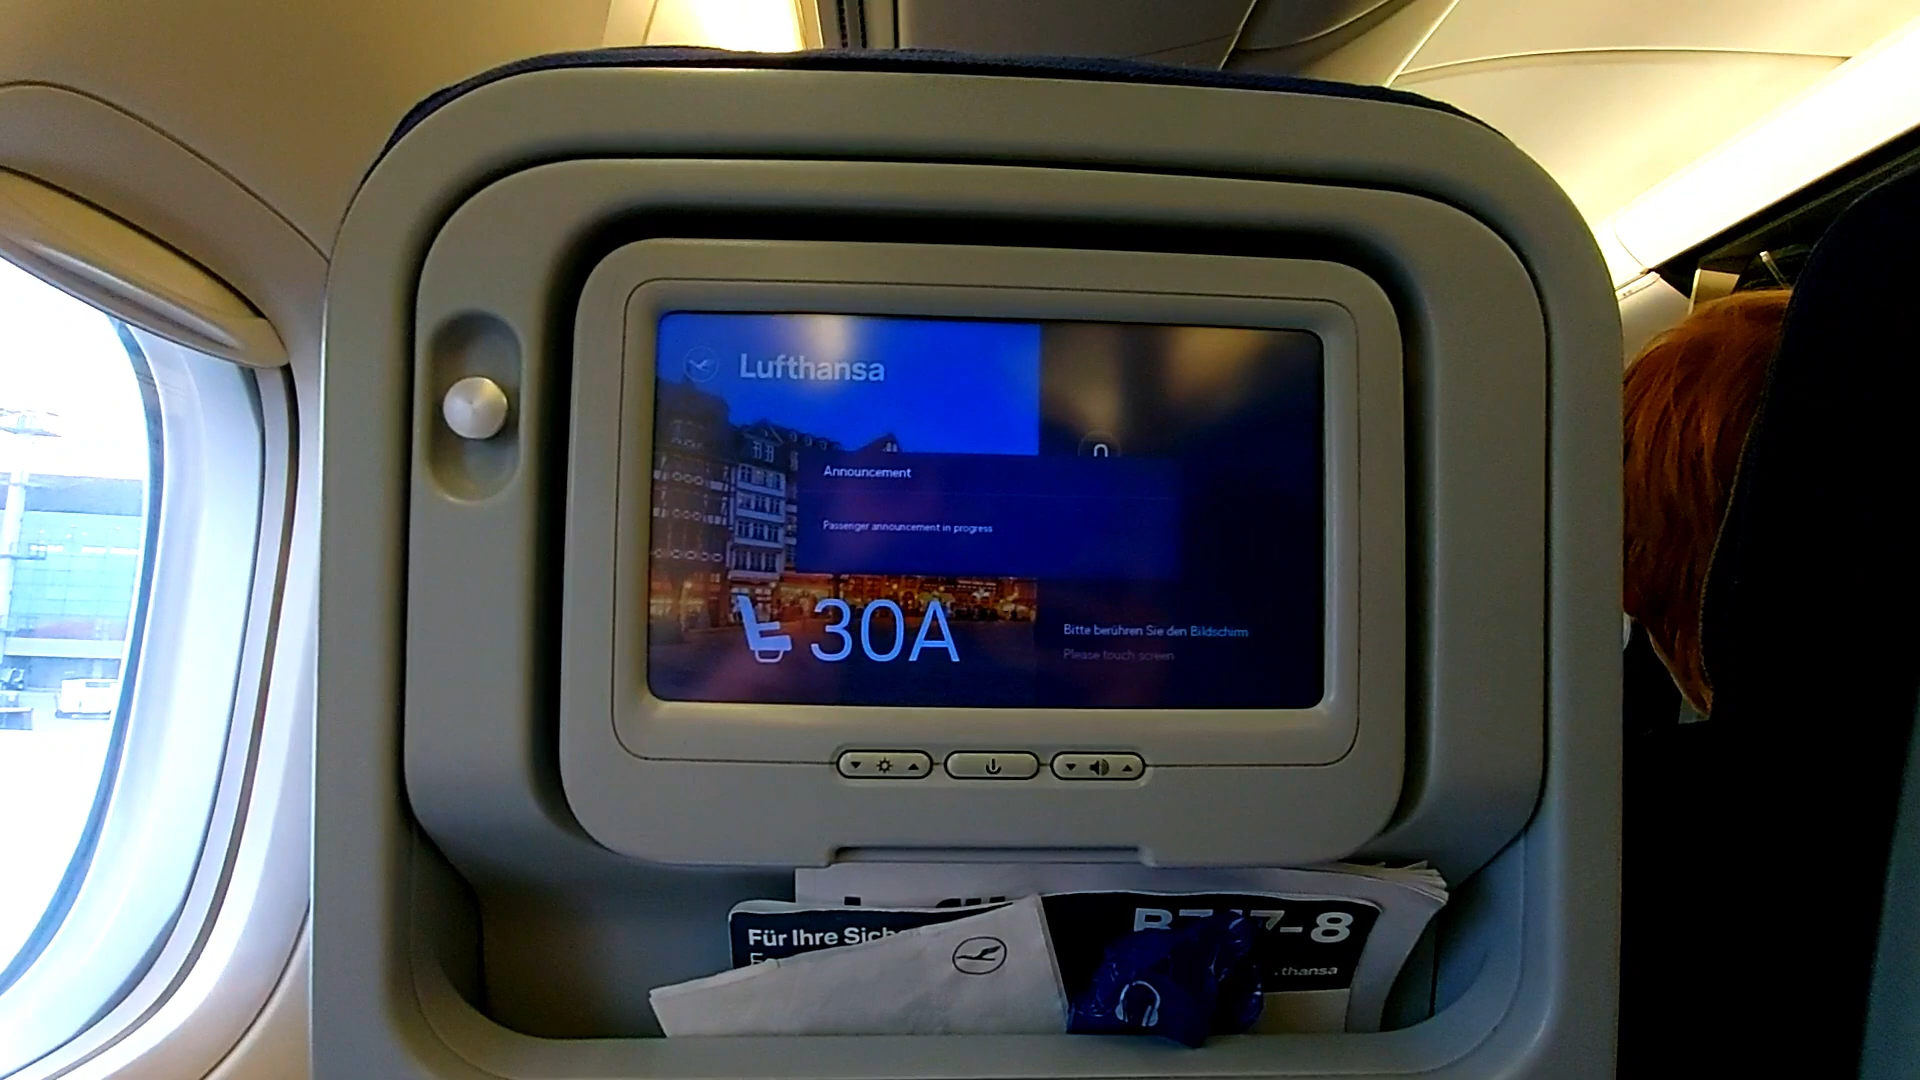 Lufthansa
Announcement
Passenger announcement in progress
30A
Bitte berühren Sie den Bildschirm
Please touch screen
Für Ihre
-8
thansa